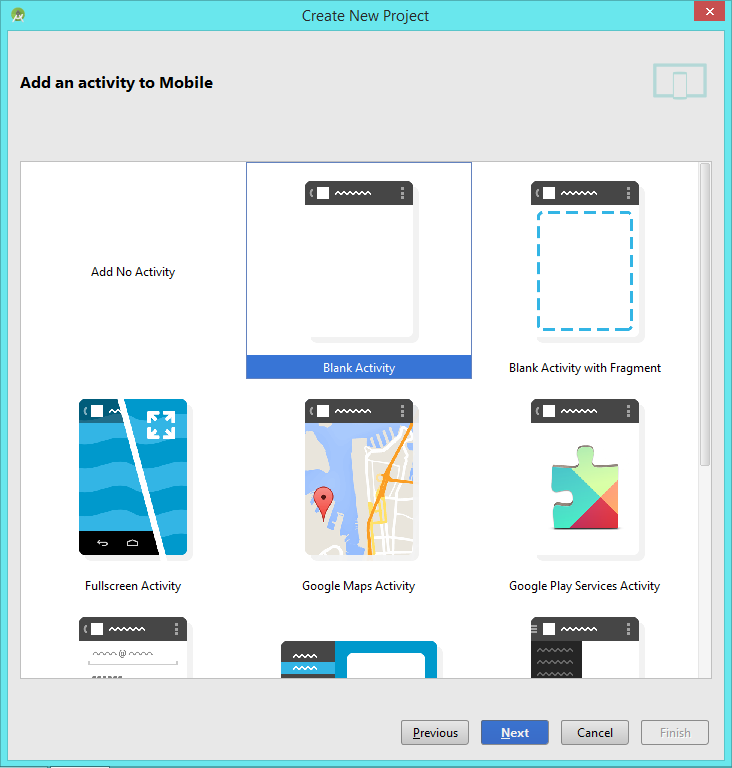 Create New Project
Add an activity to Mobile
Add No Activity
Blank Activity
Blank Activity with Fragment
Fullscreen Activity
Google Maps Activity
Google Play Services Activity
Previous
Next
Cancel
Finish